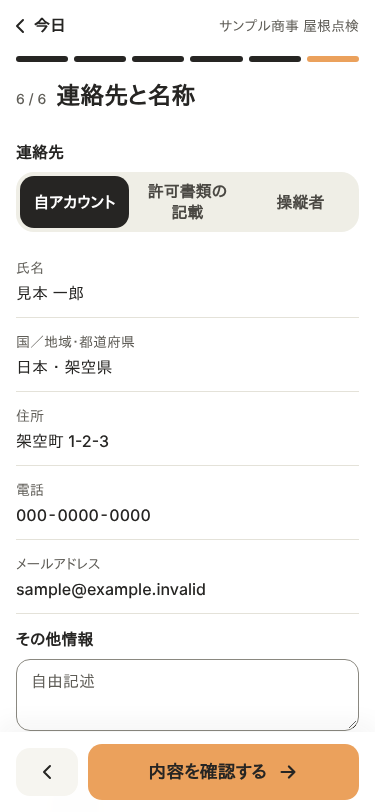 今日
サンプル商事 屋根点検
6 / 6 連絡先と名称
連絡先
自アカウント
許可書類の
記載
操縦者
氏名
見本 一郎
国／地域・都道府県
日本 · 架空県
住所
架空町 1-2-3
電話
000-0000-0000
メールアドレス
sample@example.invalid
その他情報
自由記述
内容を確認する →